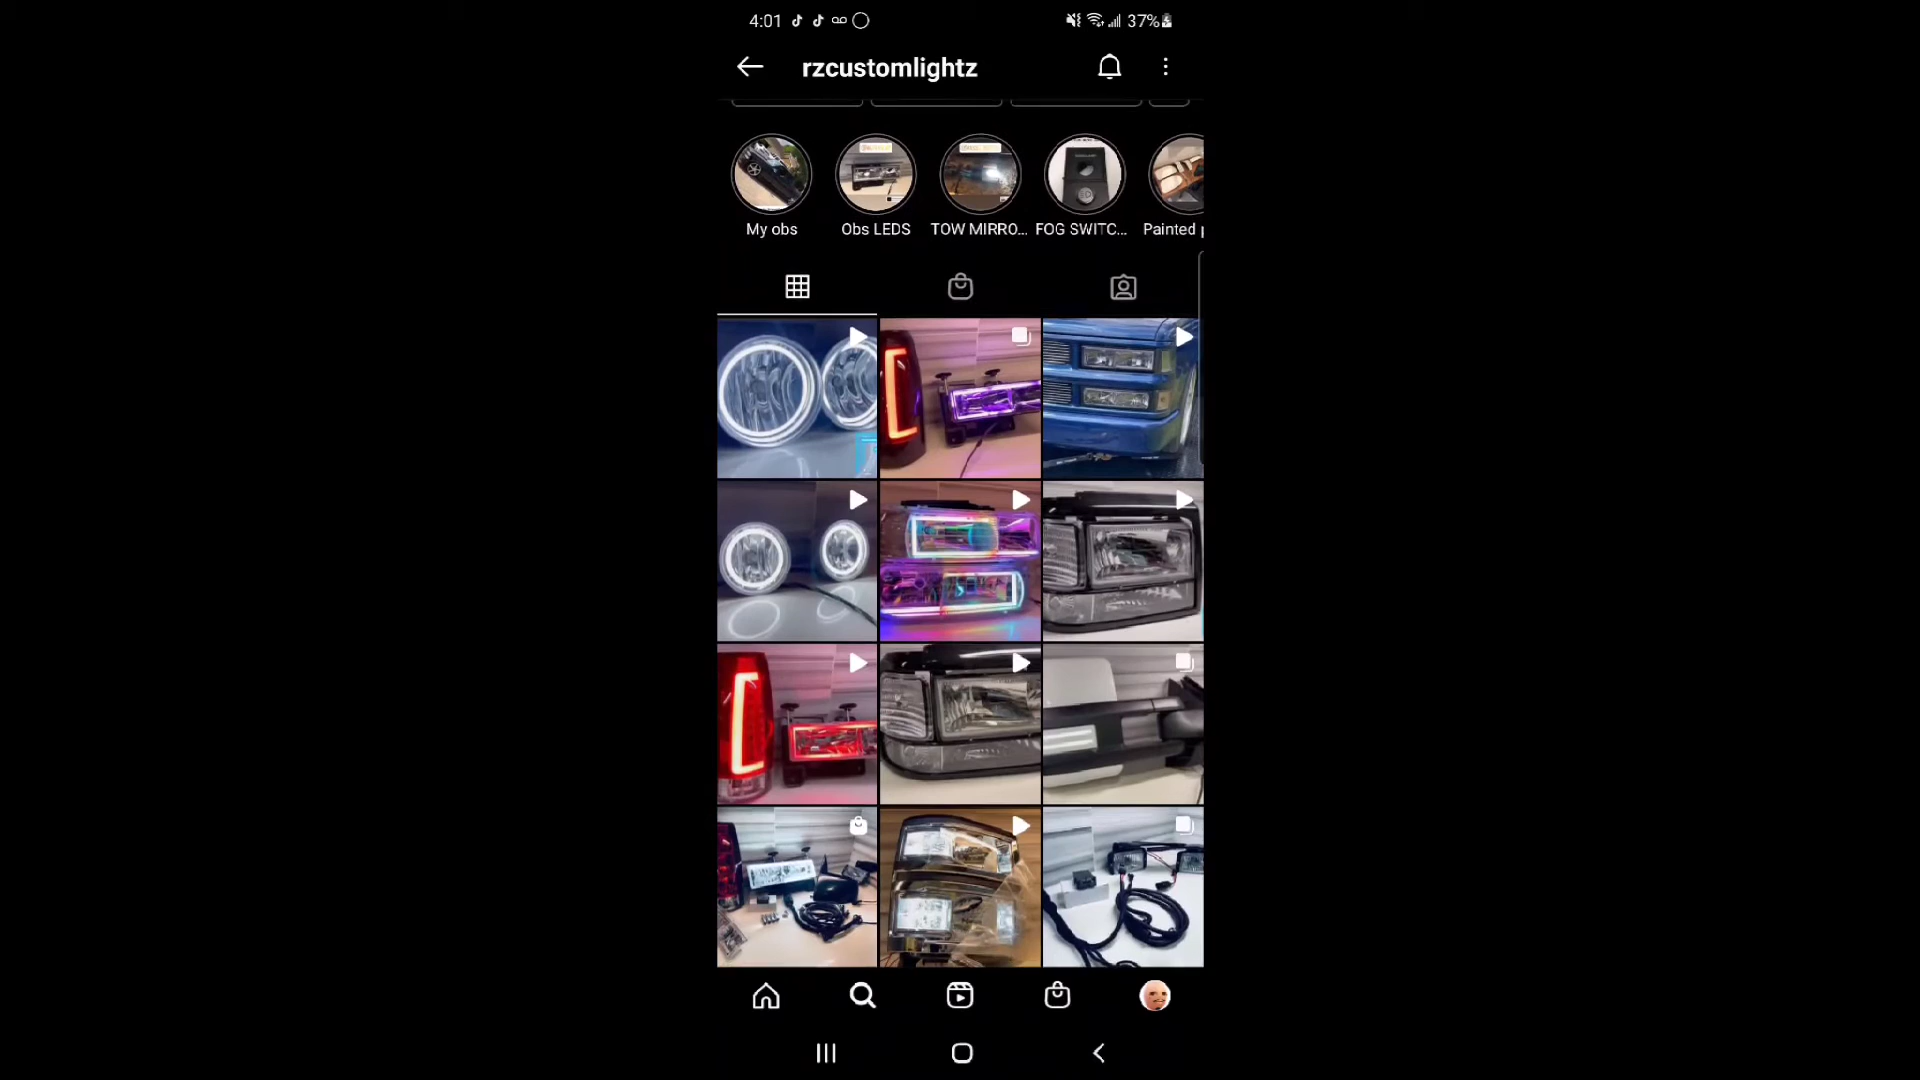 4:01 37%
rzcustomlightz
My obs Obs LEDS TOW MIRRO... FOG SWITC... Painted